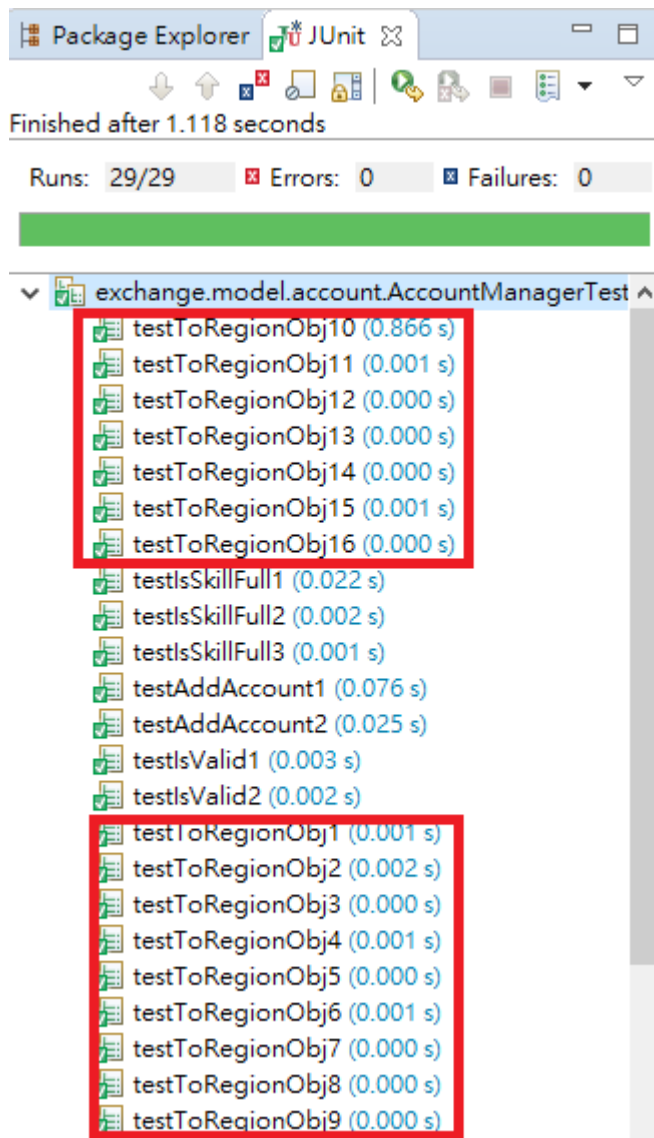 Package Explorer JUnit
Finished after 1.118 seconds
Runs: 29/29 Errors: 0 Failures: 0
exchange.model.account.AccountManagerTest
testToRegionObj10 (0.866 s)
testToRegionObj11 (0.001 s)
testToRegionObj12 (0.000 s)
testToRegionObj13 (0.000 s)
testToRegionObj14 (0.000 s)
testToRegionObj15 (0.001 s)
testToRegionObj16 (0.000 s)
testIsSkillFull1 (0.022 s)
testIsSkillFull2 (0.002 s)
testIsSkillFull3 (0.001 s)
testAddAccount1 (0.076 s)
testAddAccount2 (0.025 s)
testIsValid1 (0.003 s)
testIsValid2 (0.002 s)
testToRegionObj1 (0.001 s)
testToRegionObj2 (0.002 s)
testToRegionObj3 (0.000 s)
testToRegionObj4 (0.001 s)
testToRegionObj5 (0.000 s)
testToRegionObj6 (0.001 s)
testToRegionObj7 (0.000 s)
testToRegionObj8 (0.000 s)
testToRegionObj9 (0.000 s)